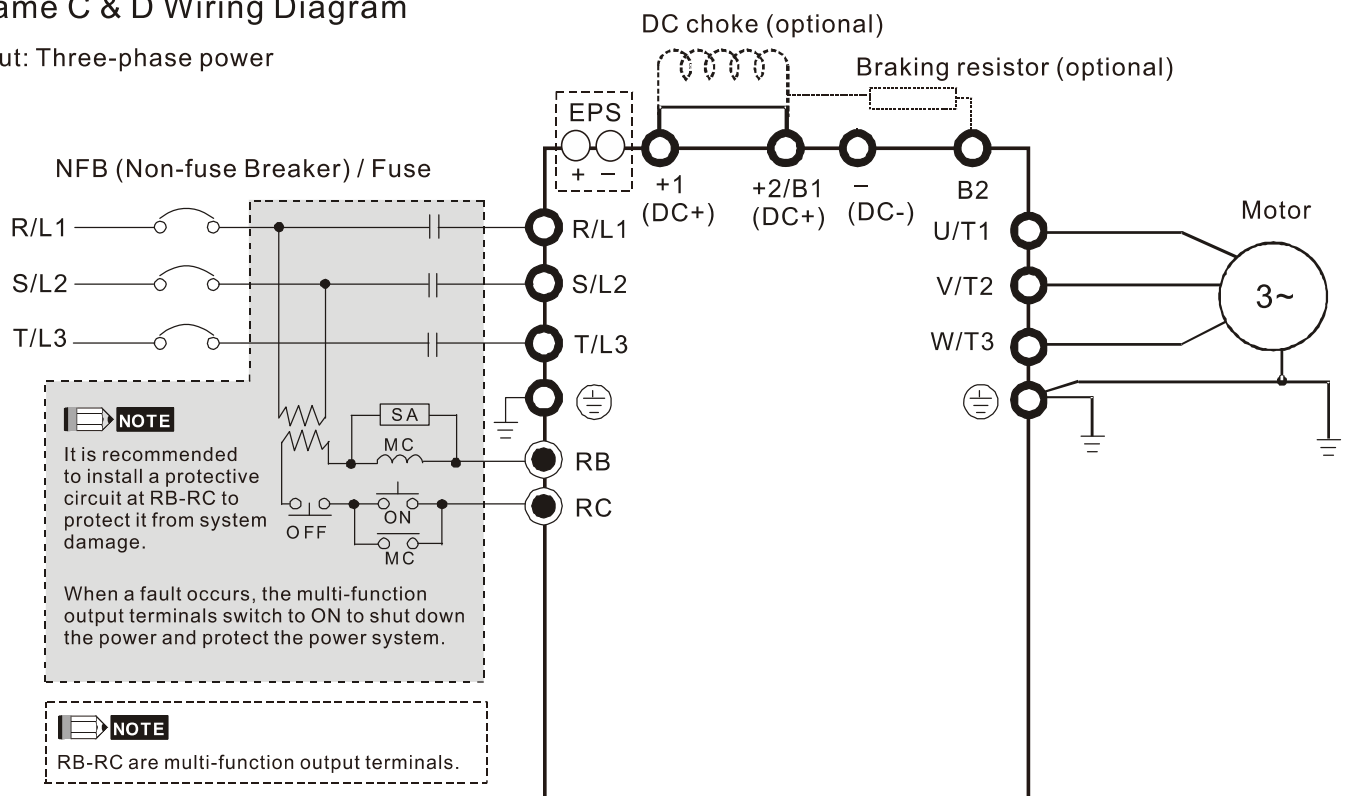 ame C & D Wiring Diagram
ut: Three-phase power
DC choke (optional)
Braking resistor (optional)
EPS
+ −
+1
(DC+)
+2/B1
(DC+)
−
(DC-)
B2
NFB (Non-fuse Breaker) / Fuse
R/L1
S/L2
T/L3
R/L1
S/L2
T/L3
U/T1
V/T2
W/T3
Motor
3~
SA
MC
RB
RC
OFF
ON
MC
NOTE
It is recommended
to install a protective
circuit at RB-RC to
protect it from system
damage.
When a fault occurs, the multi-function
output terminals switch to ON to shut down
the power and protect the power system.
NOTE
RB-RC are multi-function output terminals.